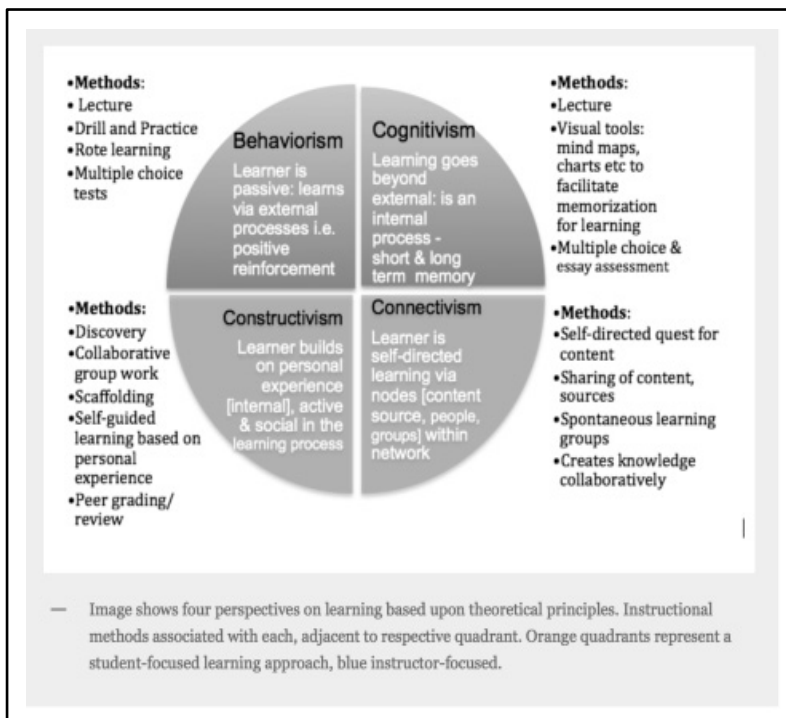 •Methods:
• Lecture
•Drill and Practice
•Rote learning
•Multiple choice
tests
Behaviorism
Learner is
passive: learns
via external
processes i.e.
positive
reinforcement
Cognitivism
Learning goes
beyond
external: is an
internal
process -
short & long
term memory
•Methods:
•Lecture
•Visual tools:
mind maps,
charts etc to
facilitate
memorization
for learning
•Multiple choice &
essay assessment
•Methods:
•Discovery
•Collaborative
group work
•Scaffolding
•Self-guided
learning based on
personal
experience
•Peer grading/
review
Constructivism
Learner builds
on personal
experience
[internal], active
& social in the
learning process
Connectivism
Learner is
self-directed
learning via
nodes [content
source, people,
groups] within
network
•Methods:
•Self-directed quest for
content
•Sharing of content,
sources
•Spontaneous learning
groups
•Creates knowledge
collaboratively
— Image shows four perspectives on learning based upon theoretical principles. Instructional
methods associated with each, adjacent to respective quadrant. Orange quadrants represent a
student-focused learning approach, blue instructor-focused.